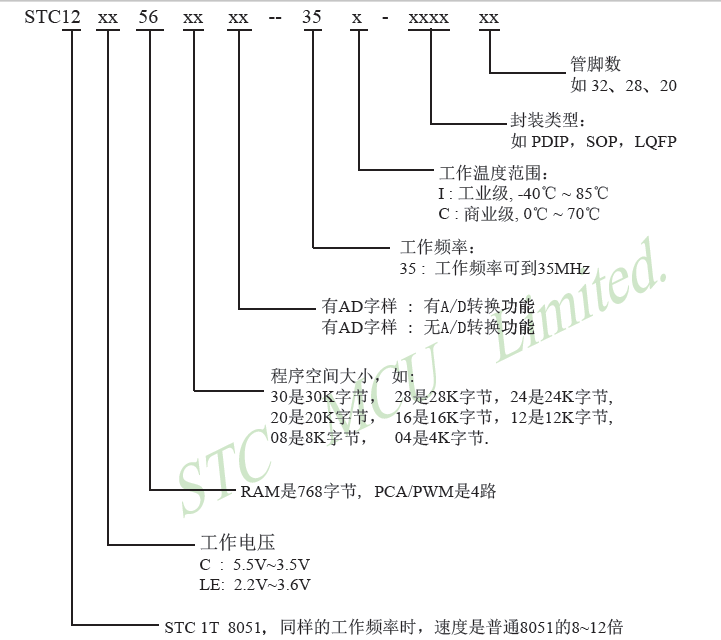 STC12 xx 56 xx xx -- 35 x - xxxx xx
管脚数
如 32、28、20
封装类型：
如 PDIP，SOP，LQFP
工作温度范围：
I : 工业级, -40℃ ~ 85℃
C : 商业级, 0℃ ~ 70℃
工作频率：
35 : 工作频率可到35MHz
有AD字样 : 有A/D转换功能
有AD字样 : 无A/D转换功能
程序空间大小，如：
30是30K字节， 28是28K字节，24是24K字节,
20是20K字节， 16是16K字节，12是12K字节,
08是8K字节， 04是4K字节.
RAM是768字节, PCA/PWM是4路
工作电压
C : 5.5V~3.5V
LE: 2.2V~3.6V
STC 1T 8051，同样的工作频率时，速度是普通8051的8~12倍
STC MCU Limited.